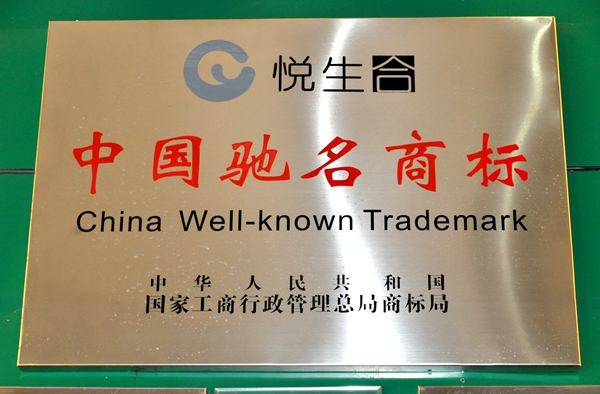 悦生合
中国驰名商标
China Well-known Trademark
中华人民共和国
国家工商行政管理总局商标局